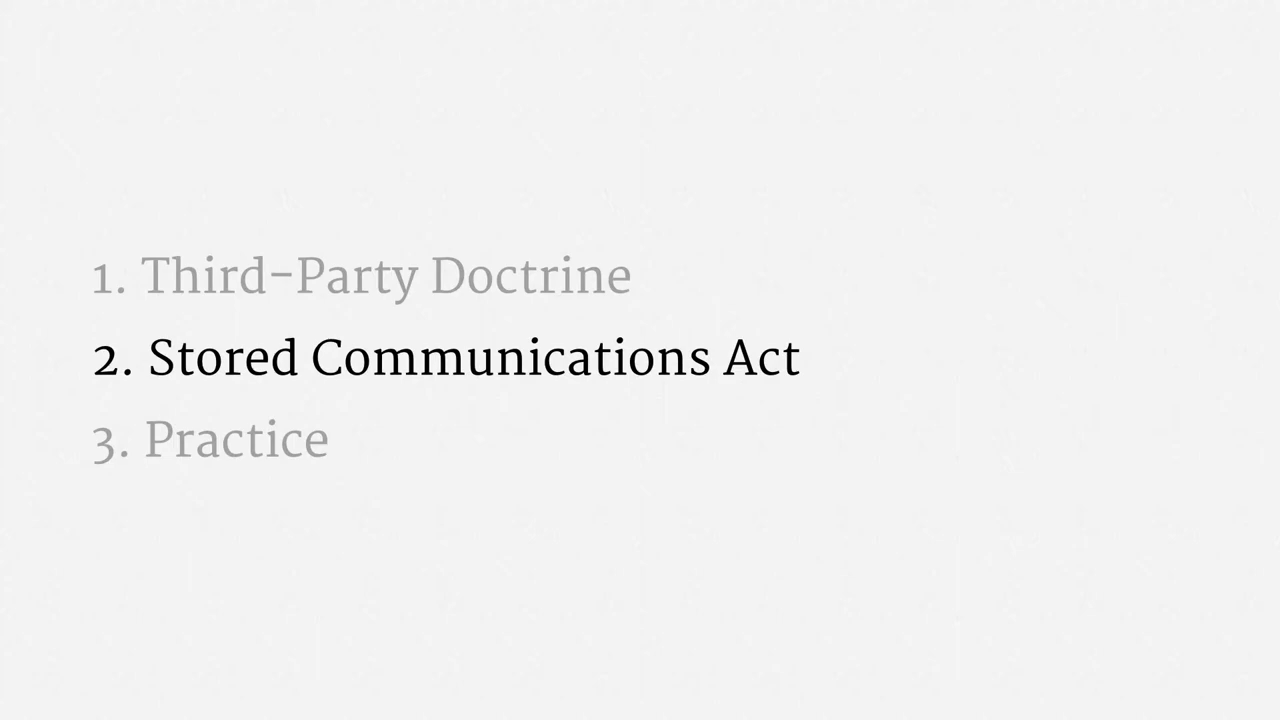 1. Third-Party Doctrine
2. Stored Communications Act
3. Practice